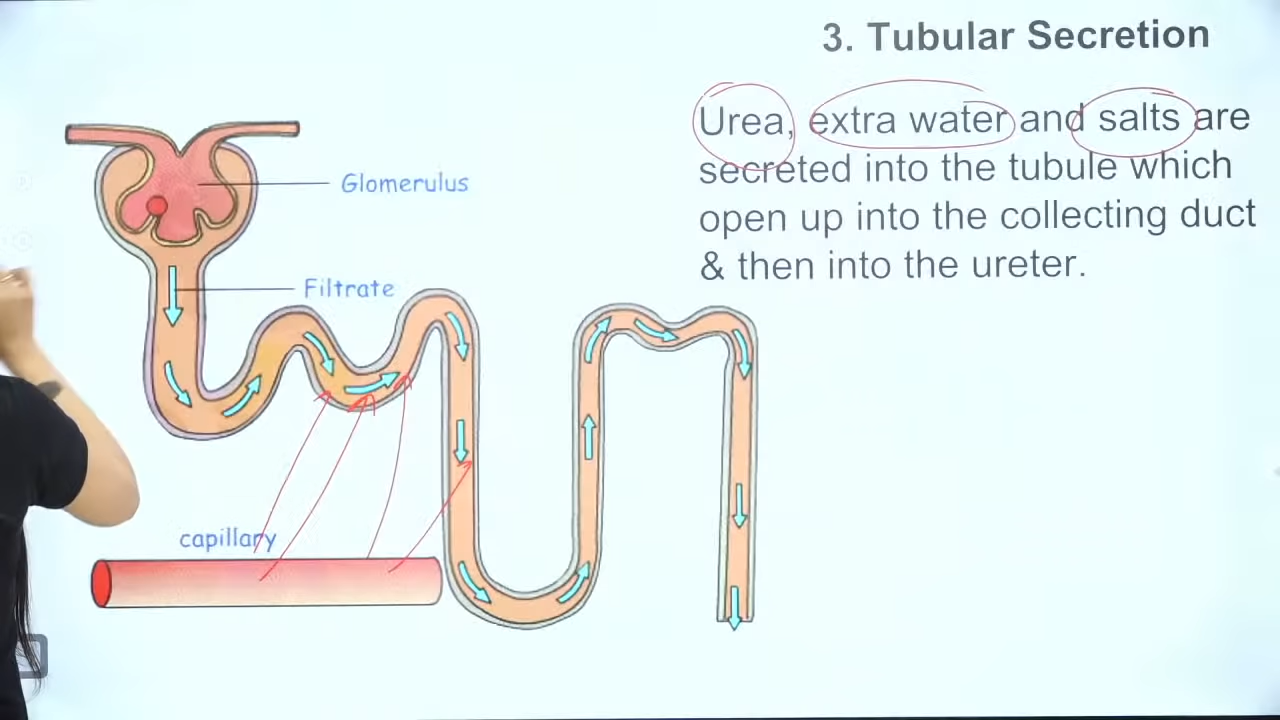 3. Tubular Secretion
Urea, extra water and salts are
secreted into the tubule which
open up into the collecting duct
& then into the ureter.
Glomerulus
Filtrate
capillary